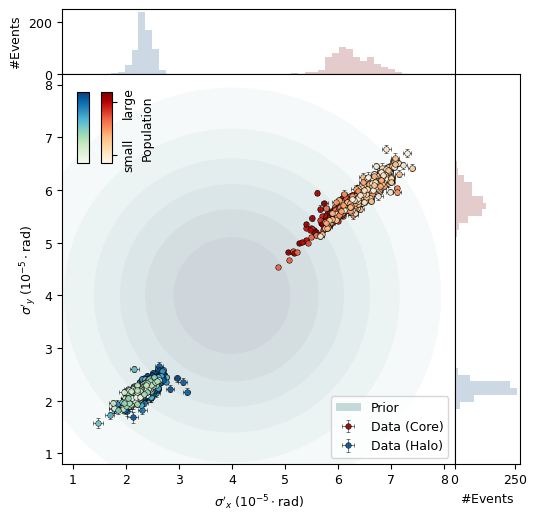 200
0
#Events
8
7
6
5
4
3
2
1
σ'y (10⁻⁵ · rad)
small large
Population
Prior
Data (Core)
Data (Halo)
1 2 3 4 5 6 7 8
σ'x (10⁻⁵ · rad)
0 250
#Events